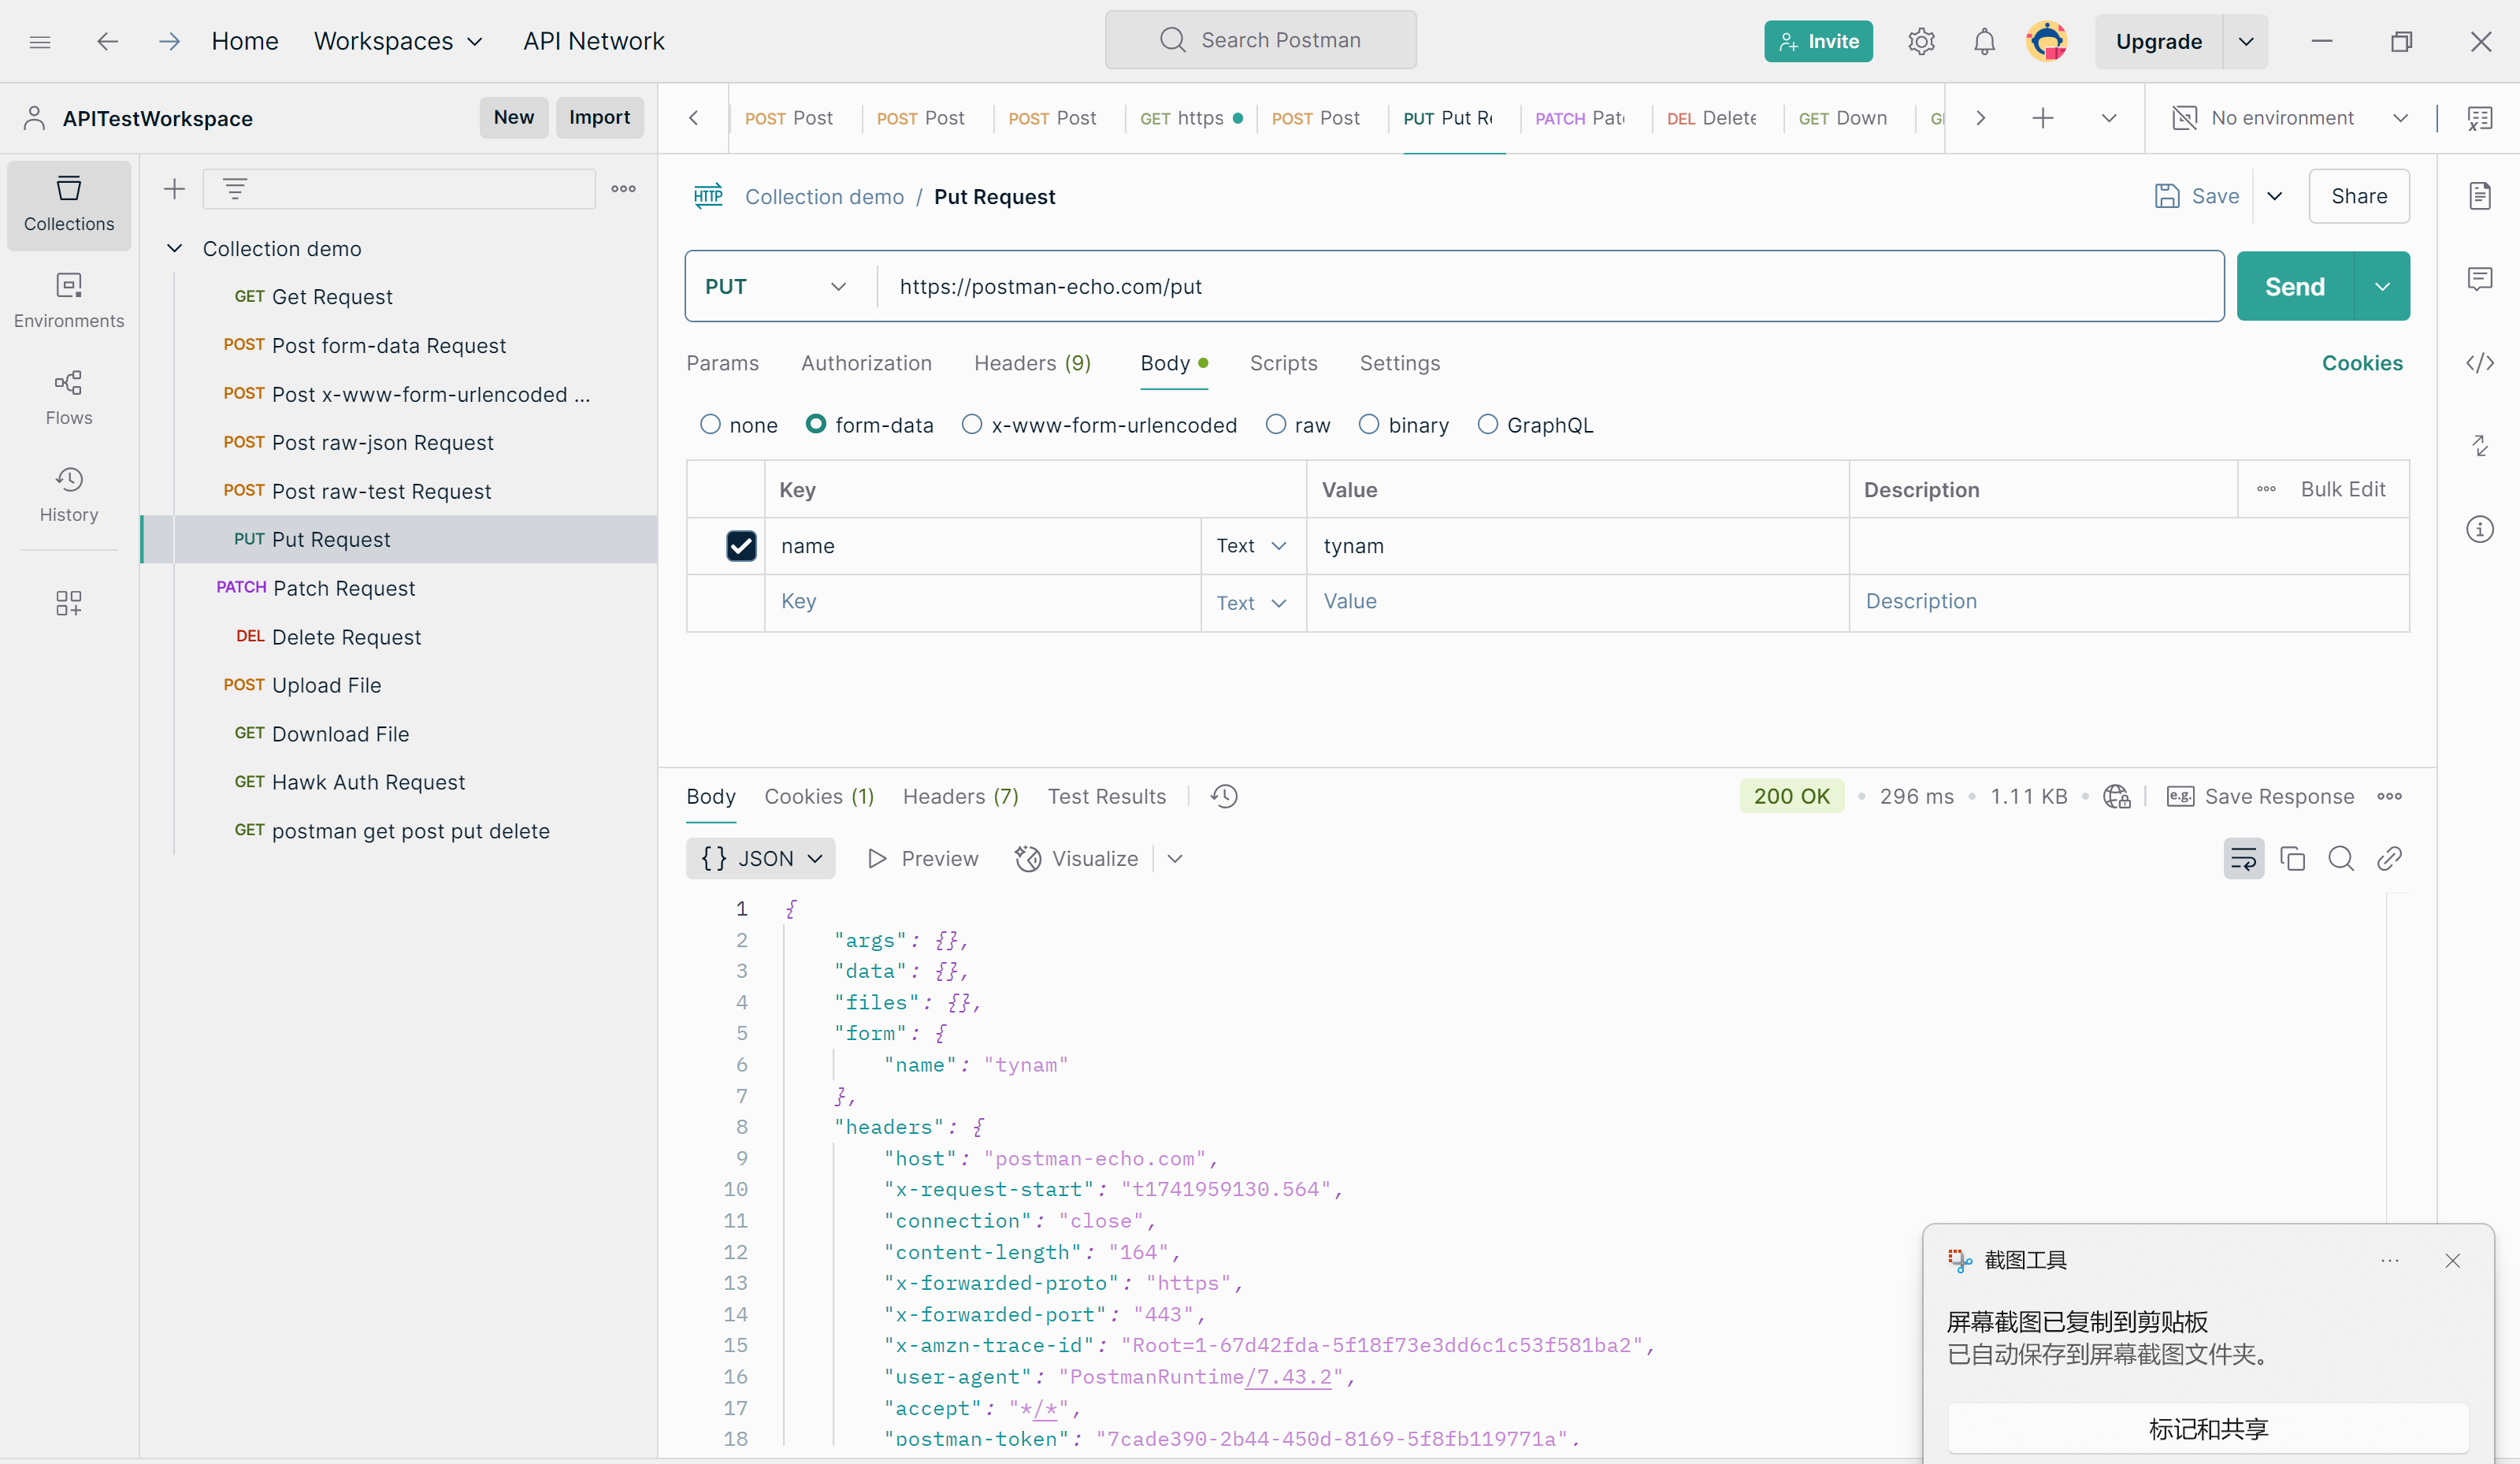 Home Workspaces API Network Search Postman Invite Upgrade
APITestWorkspace New Import
POST Post POST Post POST Post GET https POST Post PUT Put Re PATCH Pat DEL Delete GET Down No environment
Collections
Environments
Flows
History
Collection demo
GET Get Request
POST Post form-data Request
POST Post x-www-form-urlencoded ...
POST Post raw-json Request
POST Post raw-test Request
PUT Put Request
PATCH Patch Request
DEL Delete Request
POST Upload File
GET Download File
GET Hawk Auth Request
GET postman get post put delete
HTTP Collection demo / Put Request Save Share
PUT https://postman-echo.com/put Send
Params Authorization Headers (9) Body Scripts Settings Cookies
none form-data x-www-form-urlencoded raw binary GraphQL
Key Value Description Bulk Edit
name Text tynam
Key Text Value Description
Body Cookies (1) Headers (7) Test Results 200 OK 296 ms 1.11 KB e.g. Save Response
{} JSON Preview Visualize
1 {
2 "args": {},
3 "data": {},
4 "files": {},
5 "form": {
6 "name": "tynam"
7 },
8 "headers": {
9 "host": "postman-echo.com",
10 "x-request-start": "t1741959130.564",
11 "connection": "close",
12 "content-length": "164",
13 "x-forwarded-proto": "https",
14 "x-forwarded-port": "443",
15 "x-amzn-trace-id": "Root=1-67d42fda-5f18f73e3dd6c1c53f581ba2",
16 "user-agent": "PostmanRuntime/7.43.2",
17 "accept": "*/*",
18 "postman-token": "7cade390-2b44-450d-8169-5f8fb119771a",
截图工具
屏幕截图已复制到剪贴板
已自动保存到屏幕截图文件夹。
标记和共享